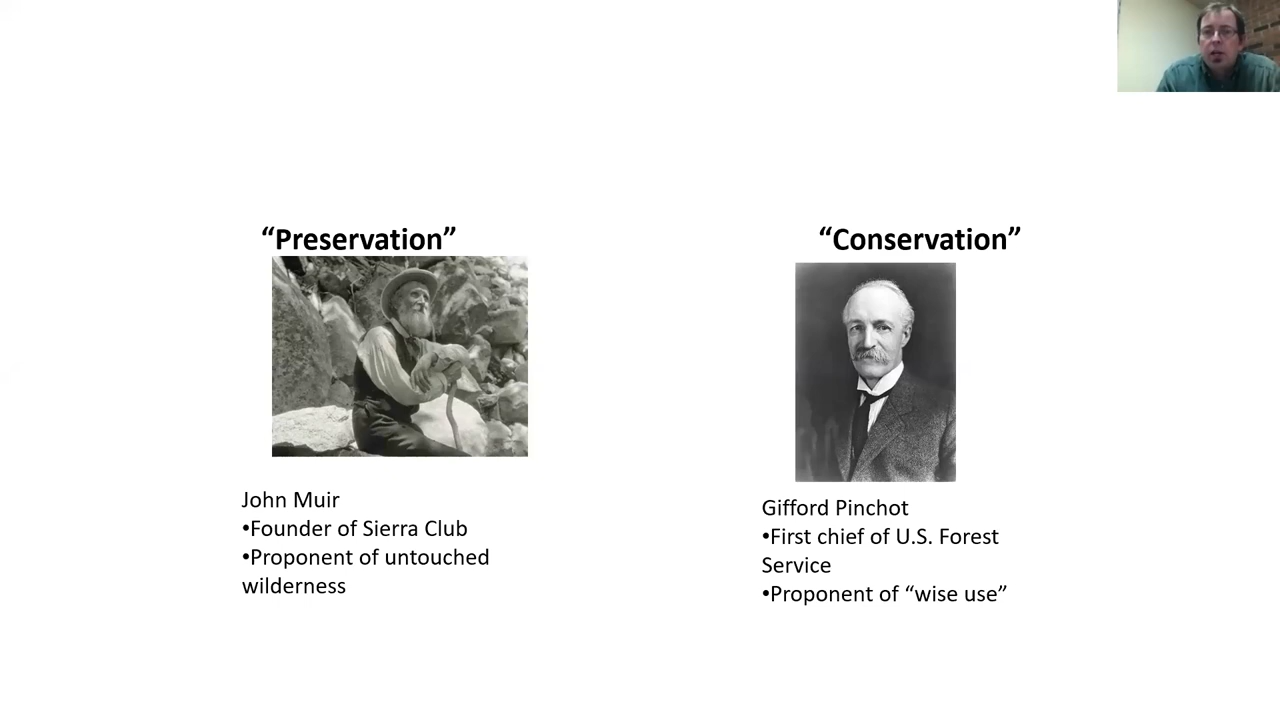 “Preservation”
John Muir
•Founder of Sierra Club
•Proponent of untouched
wilderness
“Conservation”
Gifford Pinchot
•First chief of U.S. Forest
Service
•Proponent of “wise use”